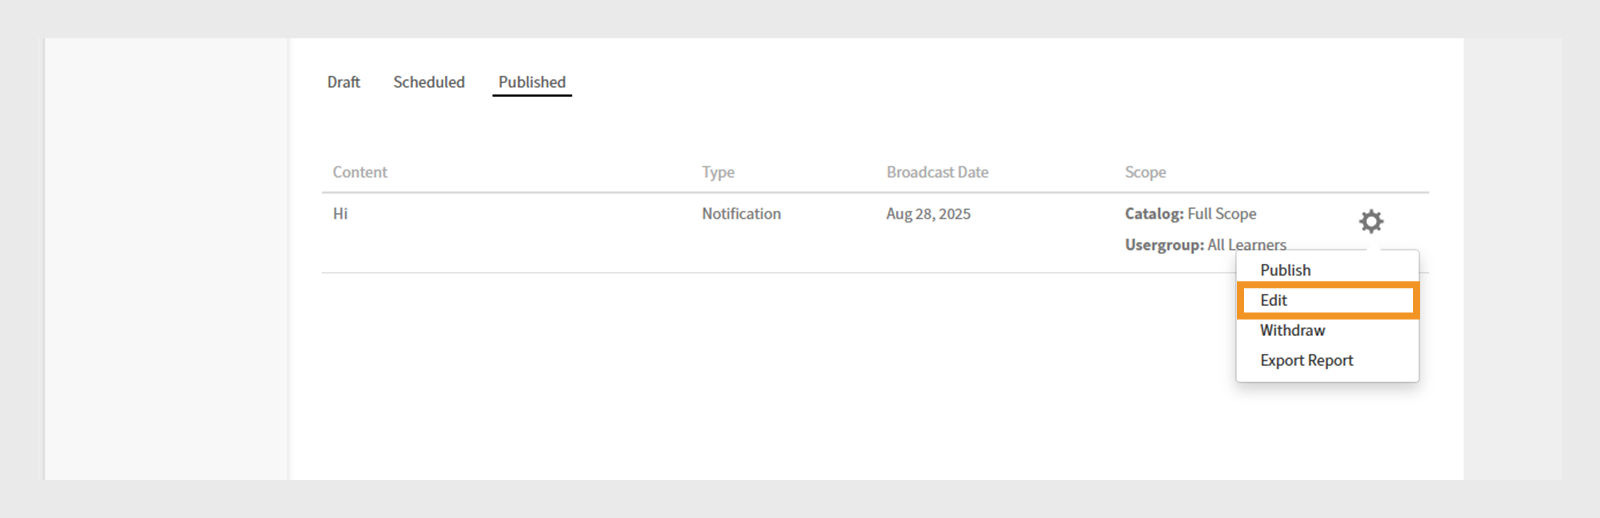 Draft Scheduled Published
Content Type Broadcast Date Scope
Hi Notification Aug 28, 2025 Catalog: Full Scope
Usergroup: All Learners
Publish
Edit
Withdraw
Export Report